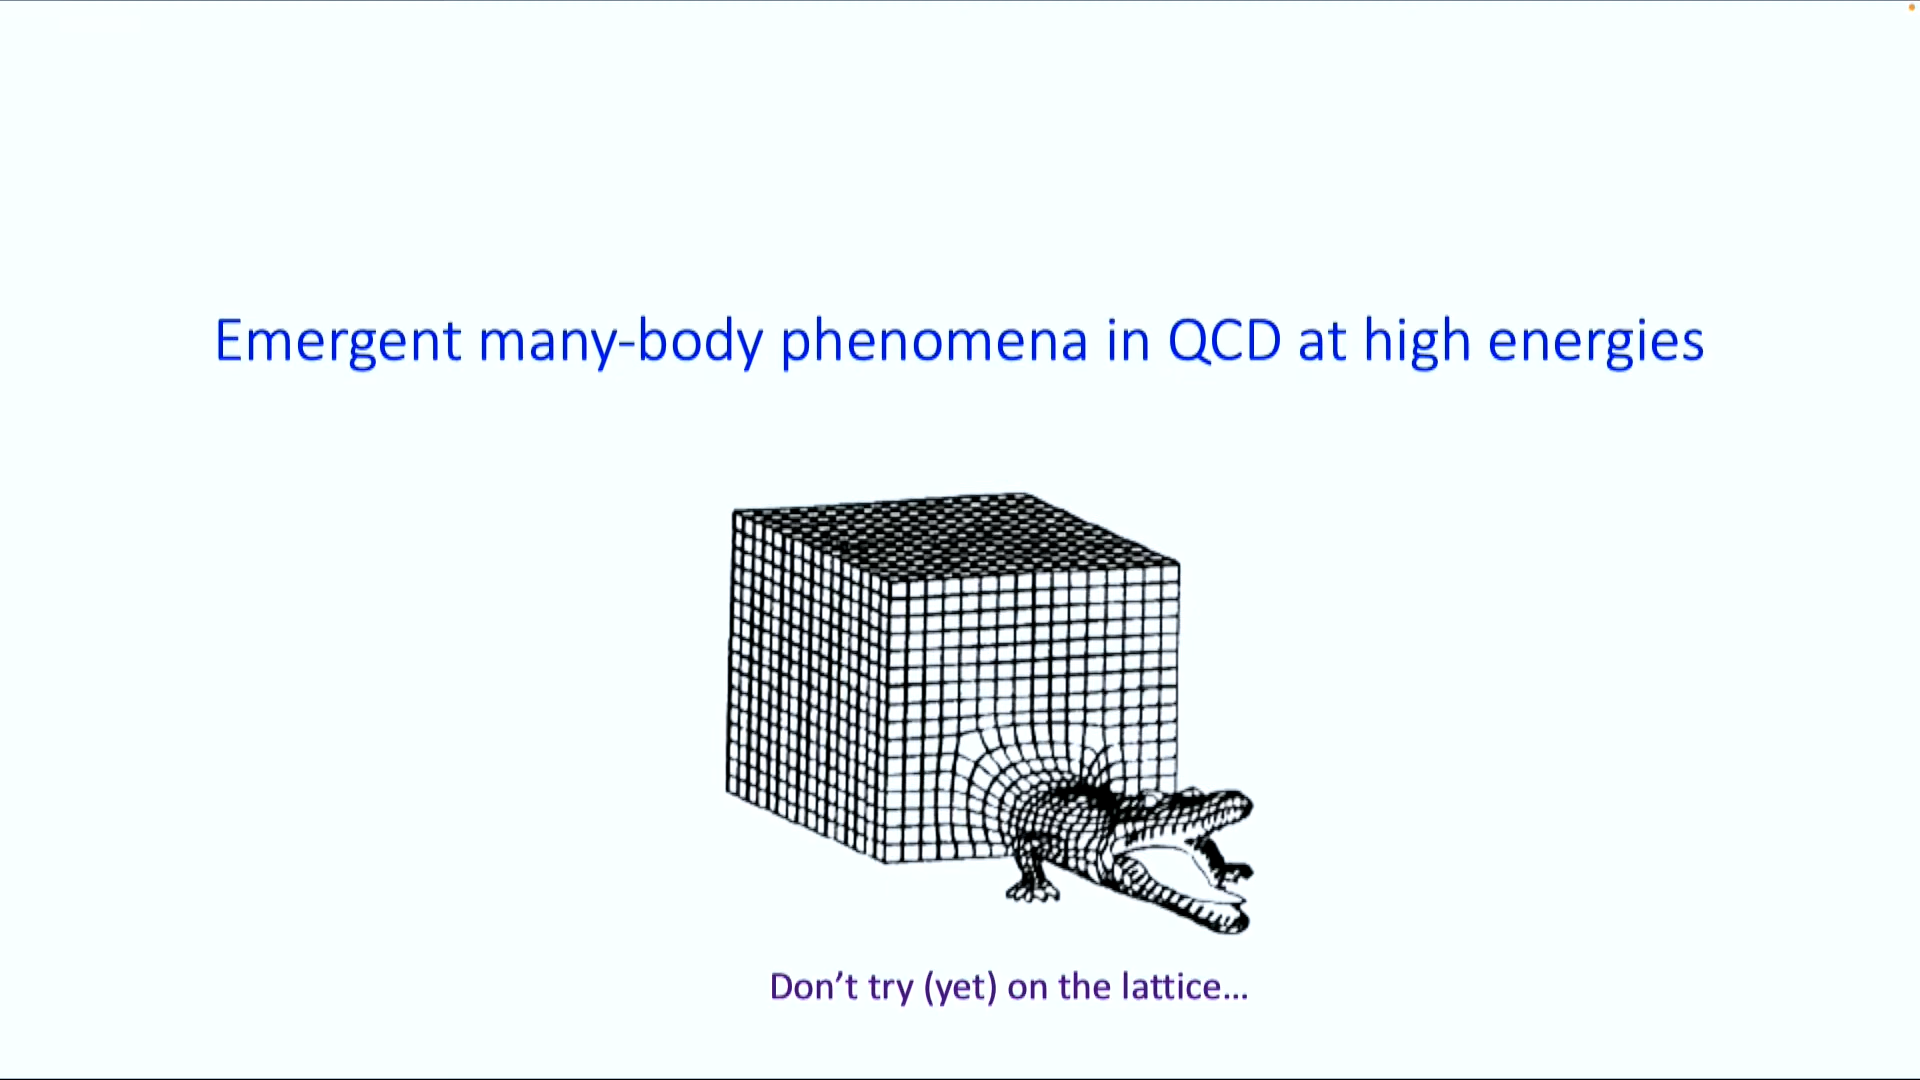 Emergent many-body phenomena in QCD at high energies
Don’t try (yet) on the lattice...